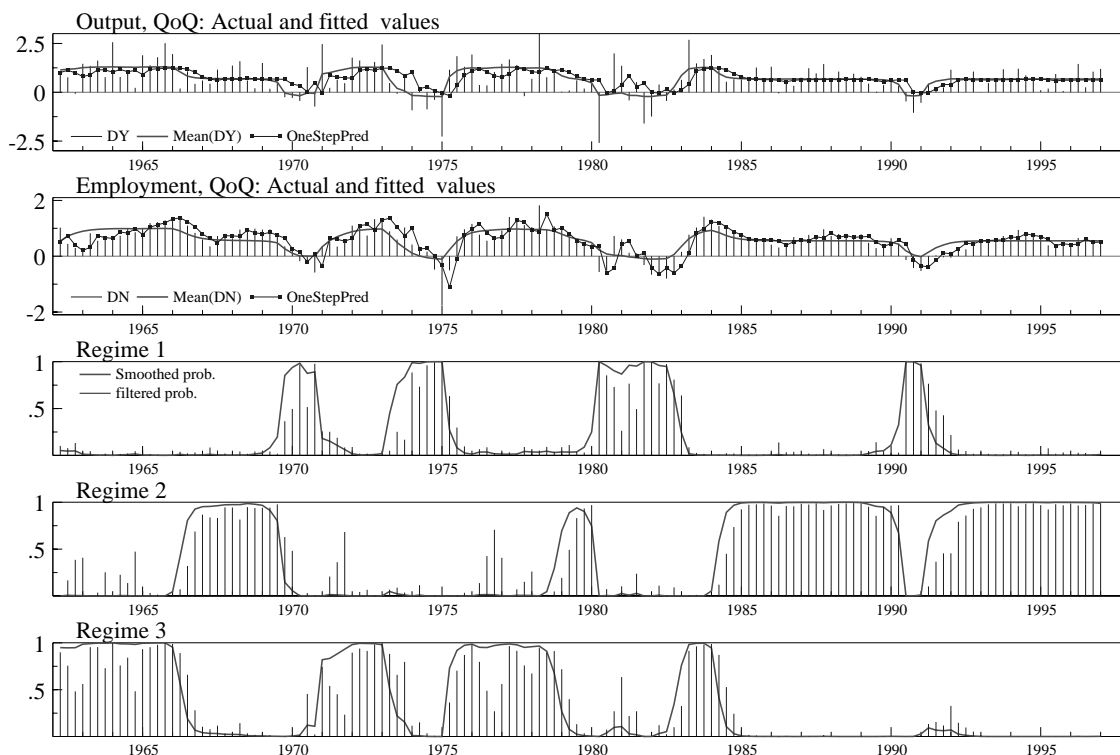 Output, QoQ: Actual and fitted  values
2.5
0
-2.5
DY Mean(DY) OneStepPred
1965 1970 1975 1980 1985 1990 1995
Employment, QoQ: Actual and fitted  values
2
0
-2
DN Mean(DN) OneStepPred
1965 1970 1975 1980 1985 1990 1995
Regime 1
1
.5
Smoothed prob.
filtered prob.
1965 1970 1975 1980 1985 1990 1995
Regime 2
1
.5
1965 1970 1975 1980 1985 1990 1995
Regime 3
1
.5
1965 1970 1975 1980 1985 1990 1995